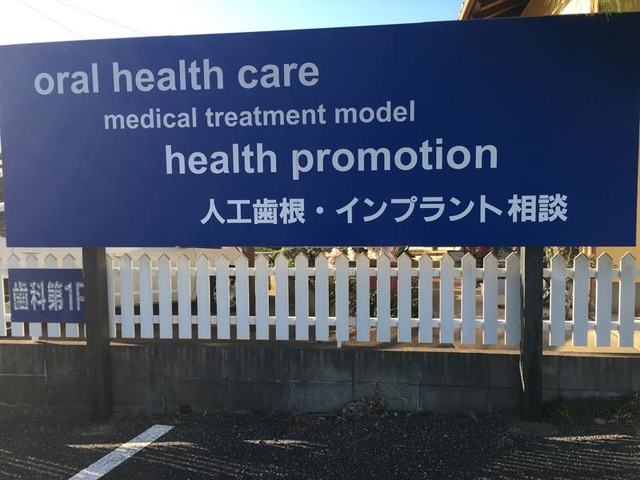 oral health care
medical treatment model
health promotion
人工歯根・インプラント相談
歯科第1P